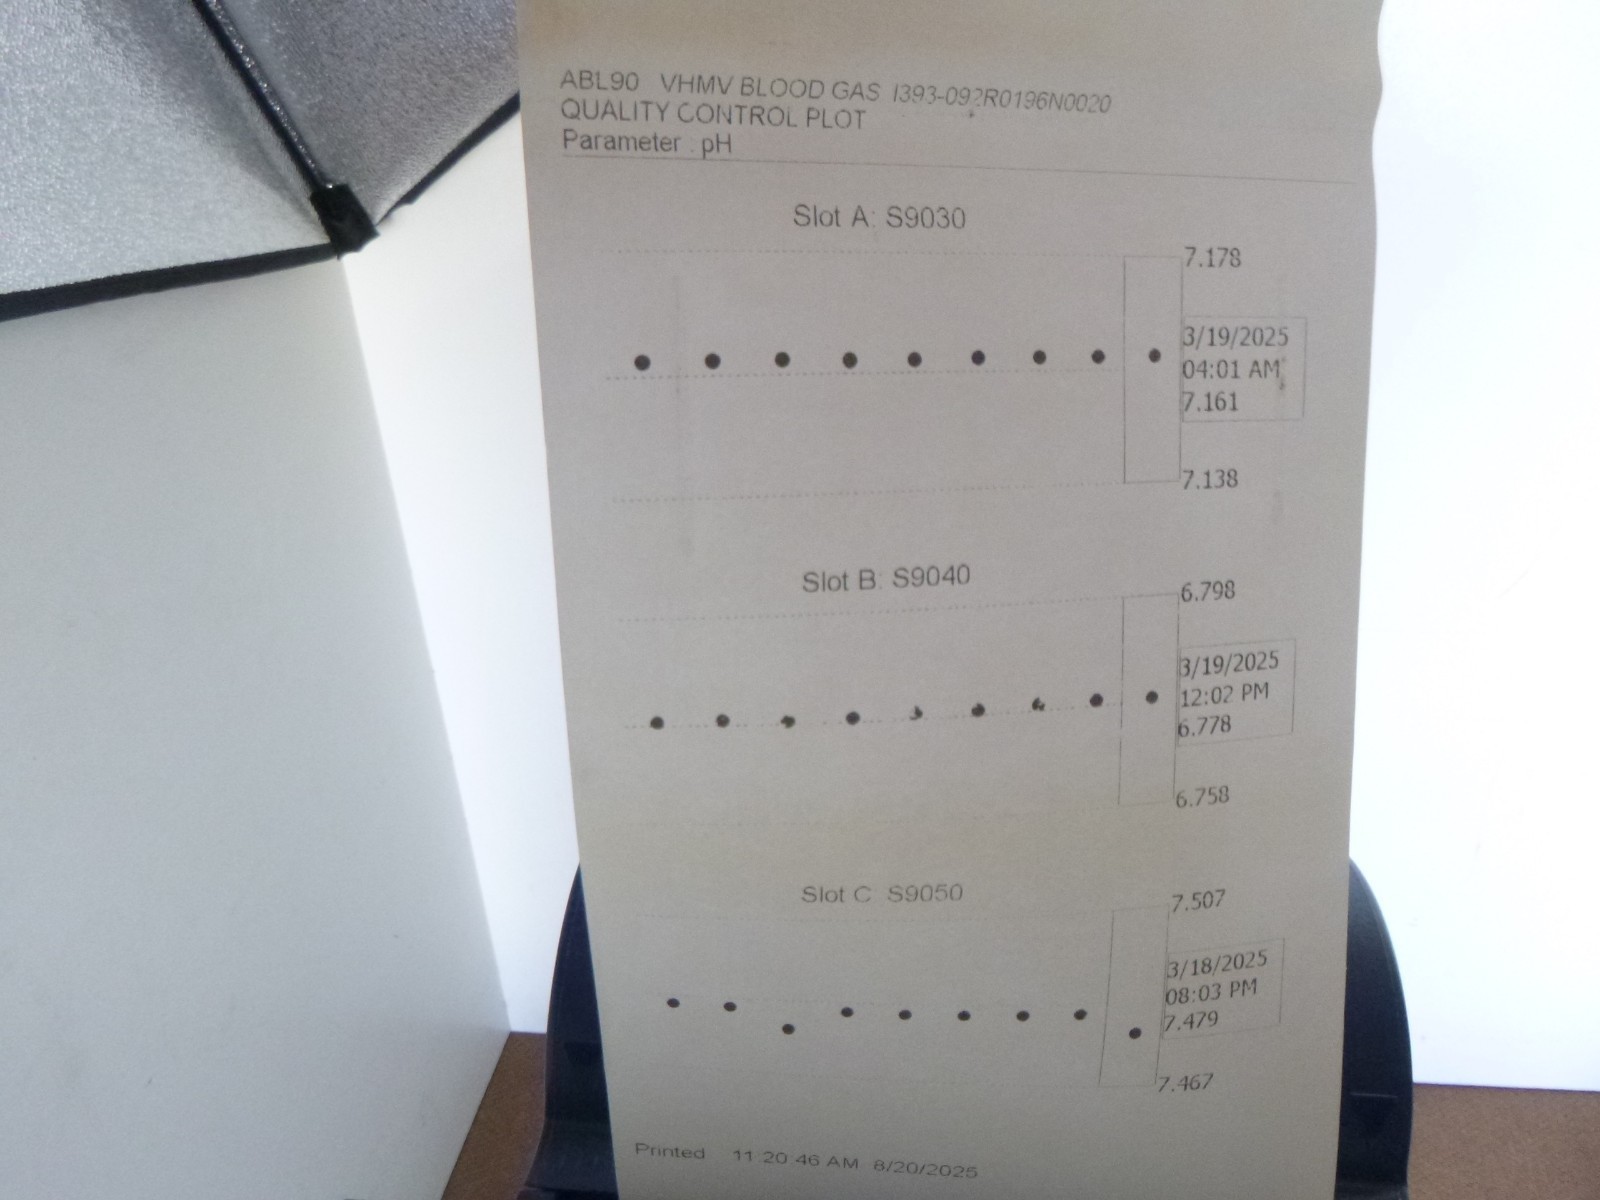 ABL90 VHMV BLOOD GAS I393-092R0196N0020
QUALITY CONTROL PLOT
Parameter : pH
Slot A: S9030
7.178
3/19/2025
04:01 AM
7.161
7.138
Slot B: S9040
6.798
3/19/2025
12:02 PM
6.778
6.758
Slot C S9050
7.507
3/18/2025
08:03 PM
7.479
7.467
Printed 11:20:46 AM 8/20/2025